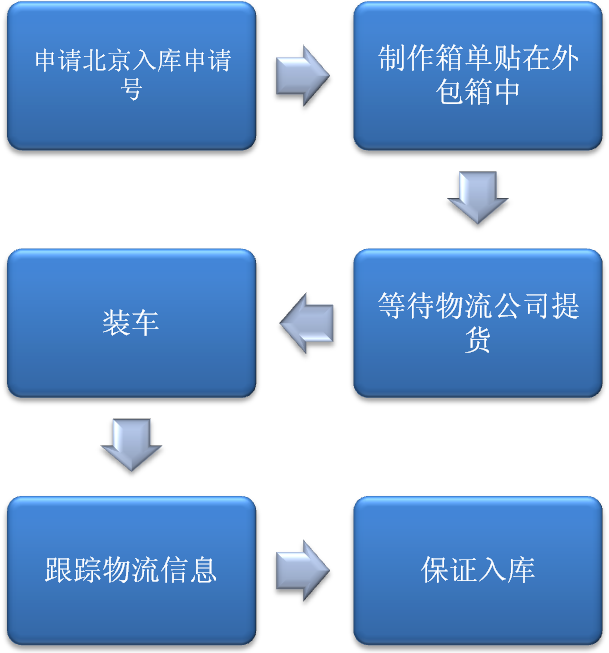 申请北京入库申请
号
制作箱单贴在外
包箱中
等待物流公司提
货
装车
跟踪物流信息
保证入库